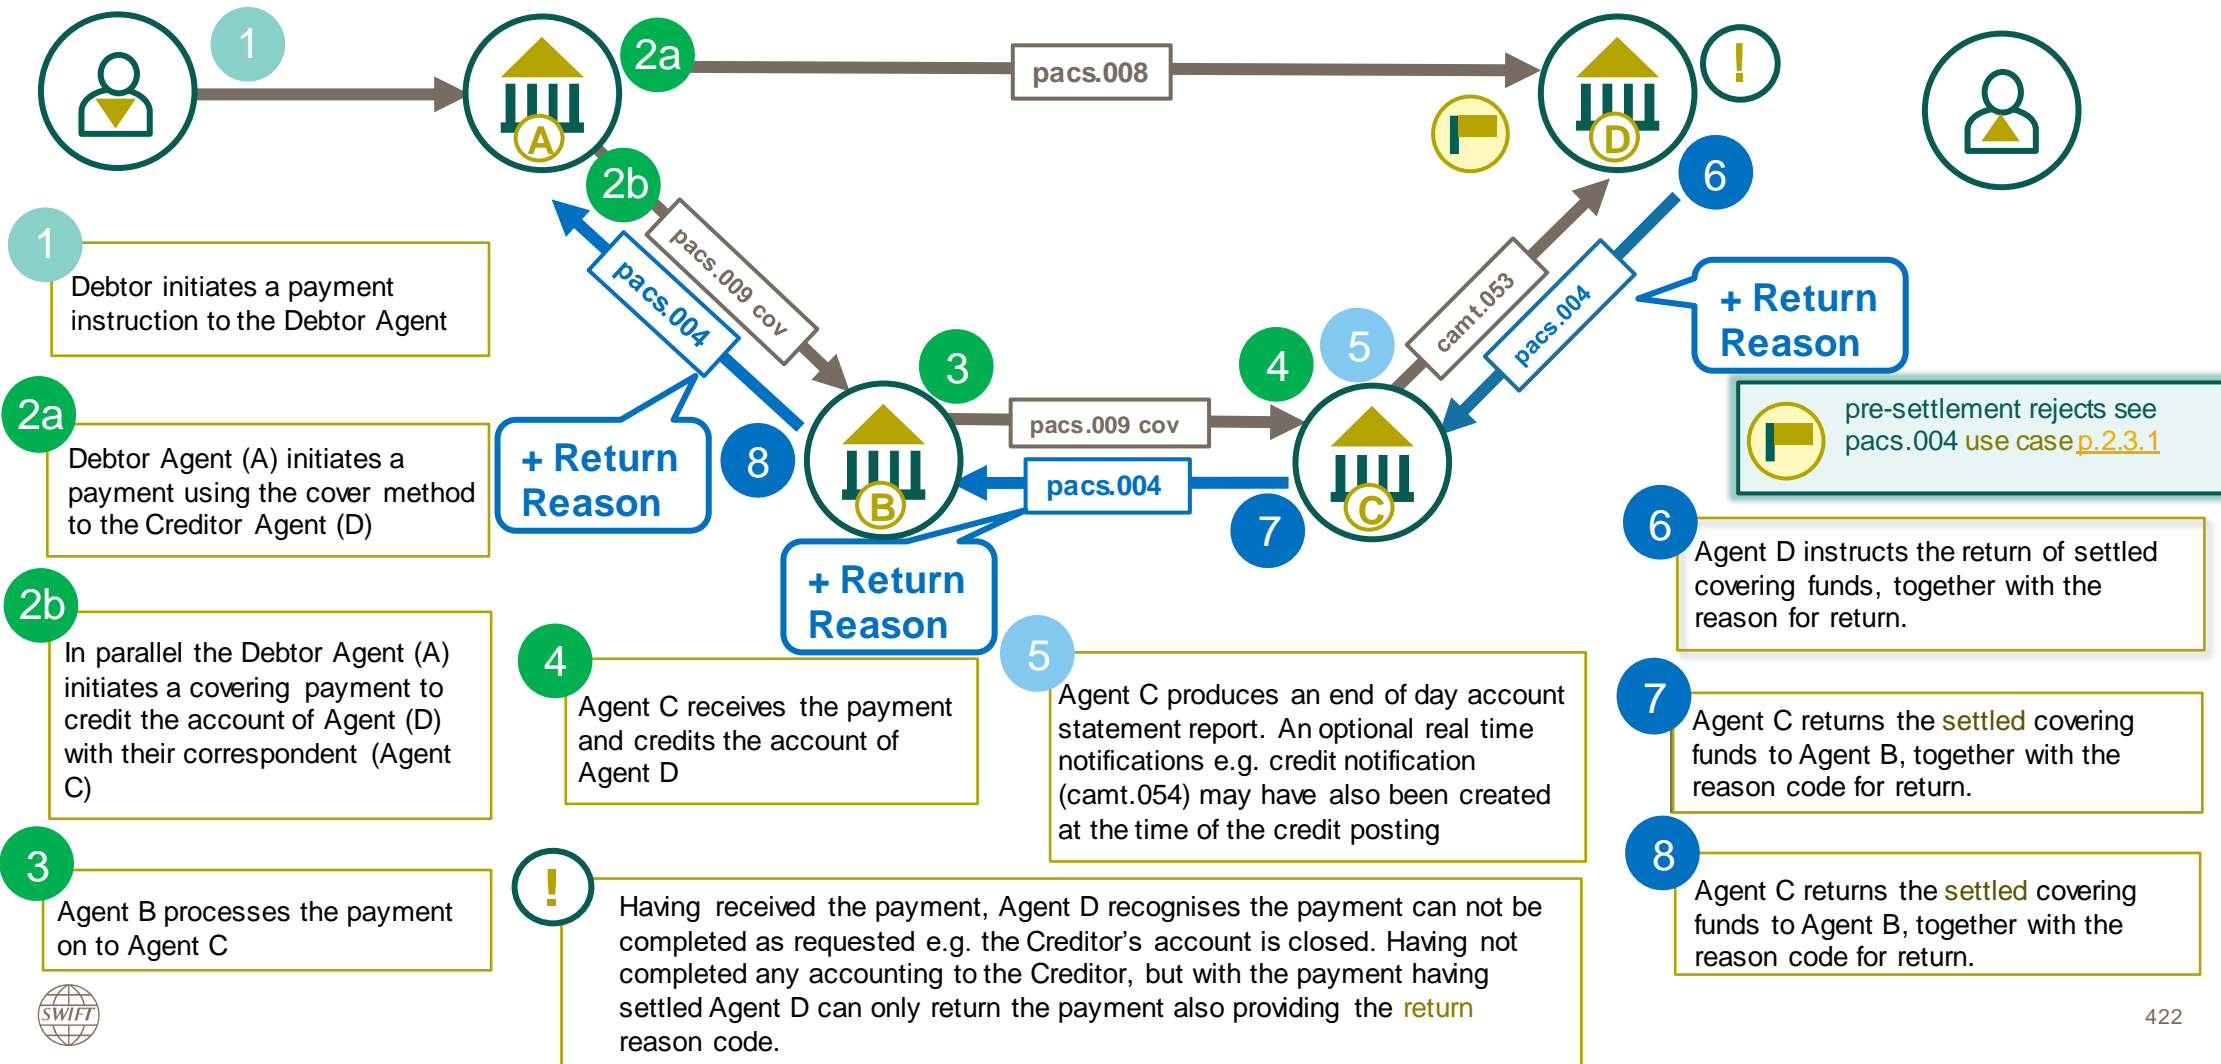 1
2a
pacs.008
!
A
D
2b
6
pacs.009 cov
pacs.004
camt.053
pacs.004
+ Return
Reason
1
Debtor initiates a payment
instruction to the Debtor Agent
3
4
5
pre-settlement rejects see
pacs.004 use case p.2.3.1
2a
Debtor Agent (A) initiates a
payment using the cover method
to the Creditor Agent (D)
+ Return
Reason
8
pacs.009 cov
pacs.004
B
C
7
+ Return
Reason
6
Agent D instructs the return of settled
covering funds, together with the
reason for return.
2b
In parallel the Debtor Agent (A)
initiates a covering payment to
credit the account of Agent (D)
with their correspondent (Agent
C)
4
Agent C receives the payment
and credits the account of
Agent D
5
Agent C produces an end of day account
statement report. An optional real time
notifications e.g. credit notification
(camt.054) may have also been created
at the time of the credit posting
7
Agent C returns the settled covering
funds to Agent B, together with the
reason code for return.
3
Agent B processes the payment
on to Agent C
!
Having received the payment, Agent D recognises the payment can not be
completed as requested e.g. the Creditor's account is closed. Having not
completed any accounting to the Creditor, but with the payment having
settled Agent D can only return the payment also providing the return
reason code.
8
Agent C returns the settled covering
funds to Agent B, together with the
reason code for return.
SWIFT
422